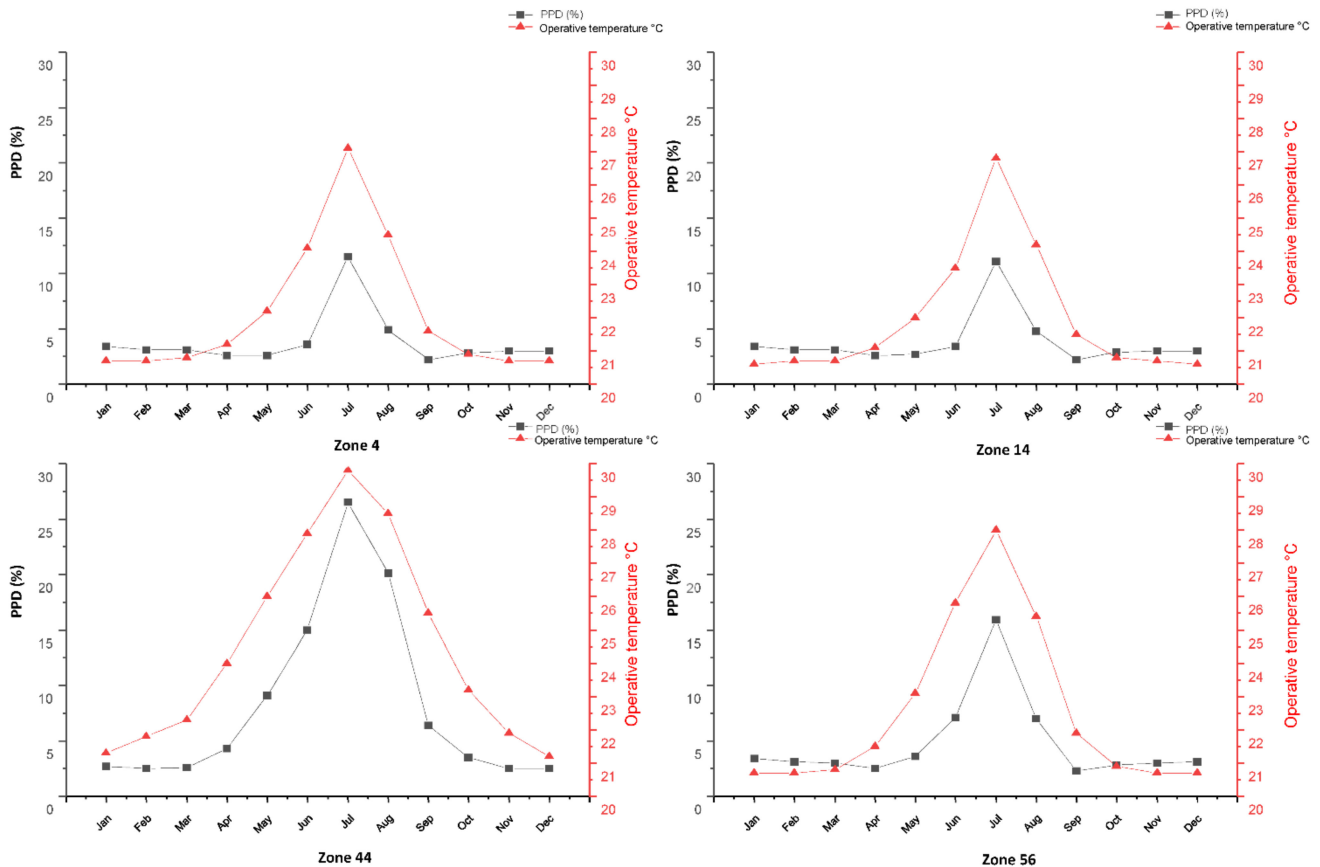 PPD (%)
Operative temperature °C
PPD (%)
30
25
20
15
10
5
0
Operative temperature °C
30
29
28
27
26
25
24
23
22
21
20
Jan
Feb
Mar
Apr
May
Jun
Jul
Aug
Sep
Oct
Nov
Dec
Zone 4
PPD (%)
Operative temperature °C
PPD (%)
30
25
20
15
10
5
0
Operative temperature °C
30
29
28
27
26
25
24
23
22
21
20
Jan
Feb
Mar
Apr
May
Jun
Jul
Aug
Sep
Oct
Nov
Dec
Zone 14
PPD (%)
Operative temperature °C
PPD (%)
30
25
20
15
10
5
0
Operative temperature °C
30
29
28
27
26
25
24
23
22
21
20
Jan
Feb
Mar
Apr
May
Jun
Jul
Aug
Sep
Oct
Nov
Dec
Zone 44
PPD (%)
Operative temperature °C
PPD (%)
30
25
20
15
10
5
0
Operative temperature °C
30
29
28
27
26
25
24
23
22
21
20
Jan
Feb
Mar
Apr
May
Jun
Jul
Aug
Sep
Oct
Nov
Dec
Zone 56